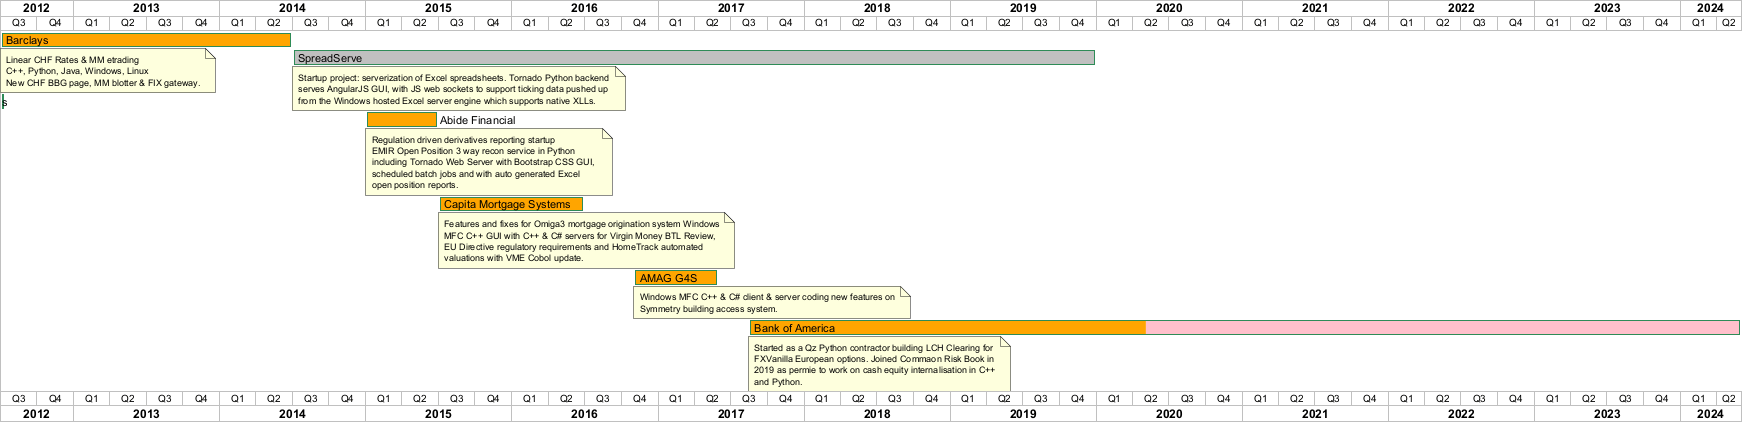 2012 2013 2014 2015 2016 2017 2018 2019 2020 2021 2022 2023 2024
Q3 Q4 Q1 Q2 Q3 Q4 Q1 Q2 Q3 Q4 Q1 Q2 Q3 Q4 Q1 Q2 Q3 Q4 Q1 Q2 Q3 Q4 Q1 Q2 Q3 Q4 Q1 Q2 Q3 Q4 Q1 Q2 Q3 Q4 Q1 Q2 Q3 Q4 Q1 Q2 Q3 Q4 Q1 Q2 Q3 Q4 Q1 Q2
Barclays
Linear CHF Rates & MM etrading
C++, Python, Java, Windows, Linux
New CHF BBG page, MM blotter & FIX gateway.
s
SpreadServe
Startup project: serverization of Excel spreadsheets. Tornado Python backend
serves AngularJS GUI, with JS web sockets to support ticking data pushed up
from the Windows hosted Excel server engine which supports native XLLs.
Abide Financial
Regulation driven derivatives reporting startup
EMIR Open Position 3 way recon service in Python
including Tornado Web Server with Bootstrap CSS GUI,
scheduled batch jobs and with auto generated Excel
open position reports.
Capita Mortgage Systems
Features and fixes for Omiga3 mortgage origination system Windows
MFC C++ GUI with C++ & C# servers for Virgin Money BTL Review,
EU Directive regulatory requirements and HomeTrack automated
valuations with VME Cobol update.
AMAG G4S
Windows MFC C++ & C# client & server coding new features on
Symmetry building access system.
Bank of America
Started as a Qz Python contractor building LCH Clearing for
FXVanilla European options. Joined Commaon Risk Book in
2019 as permie to work on cash equity internalisation in C++
and Python.
Q3 Q4 Q1 Q2 Q3 Q4 Q1 Q2 Q3 Q4 Q1 Q2 Q3 Q4 Q1 Q2 Q3 Q4 Q1 Q2 Q3 Q4 Q1 Q2 Q3 Q4 Q1 Q2 Q3 Q4 Q1 Q2 Q3 Q4 Q1 Q2 Q3 Q4 Q1 Q2 Q3 Q4 Q1 Q2 Q3 Q4 Q1 Q2
2012 2013 2014 2015 2016 2017 2018 2019 2020 2021 2022 2023 2024